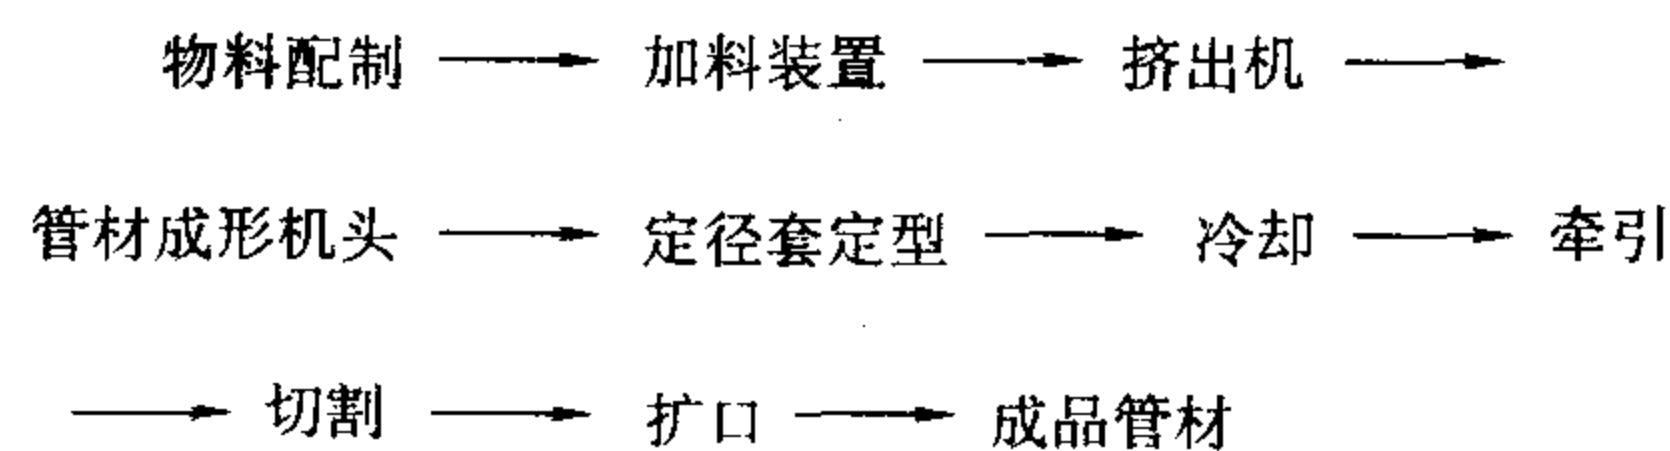 物料配制 → 加料装置 → 挤出机 →
管材成形机头 → 定径套定型 → 冷却 → 牵引
→ 切割 → 扩口 → 成品管材